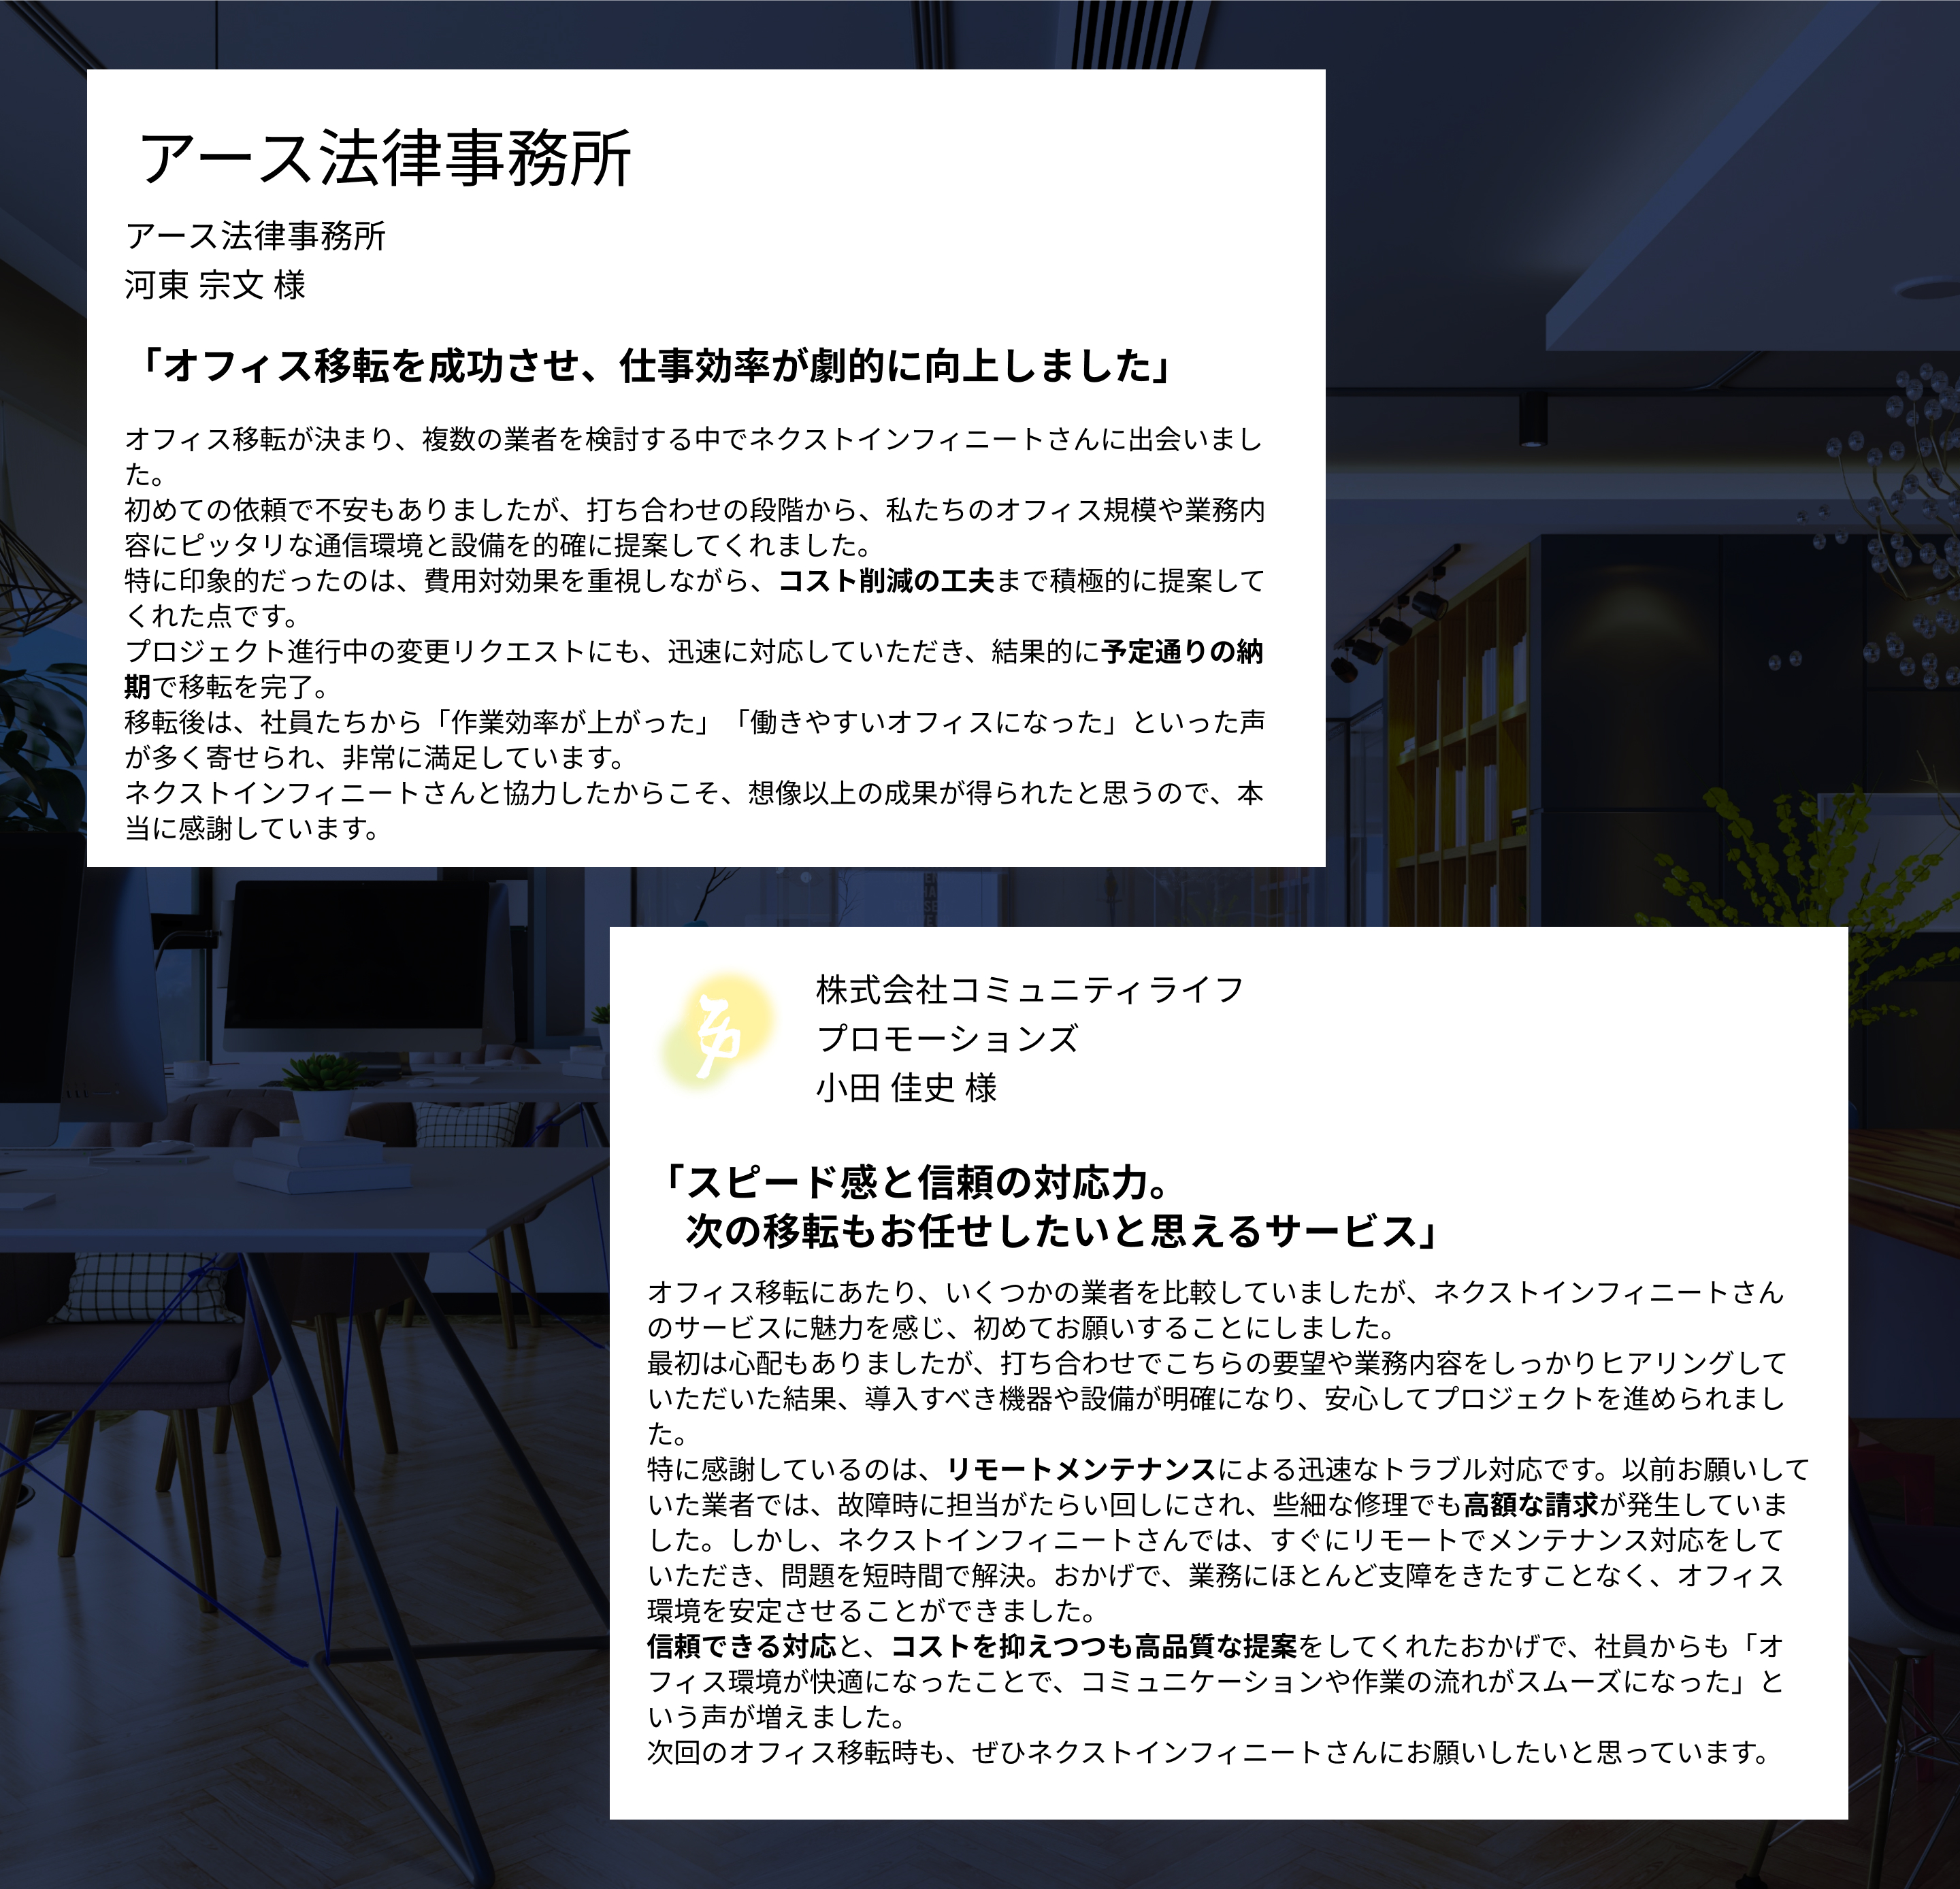 アース法律事務所
アース法律事務所
河東 宗文 様
「オフィス移転を成功させ、仕事効率が劇的に向上しました」
オフィス移転が決まり、複数の業者を検討する中でネクストインフィニートさんに出会いまし
た。
初めての依頼で不安もありましたが、打ち合わせの段階から、私たちのオフィス規模や業務内
容にピッタリな通信環境と設備を的確に提案してくれました。
特に印象的だったのは、費用対効果を重視しながら、コスト削減の工夫まで積極的に提案して
くれた点です。
プロジェクト進行中の変更リクエストにも、迅速に対応していただき、結果的に予定通りの納
期で移転を完了。
移転後は、社員たちから「作業効率が上がった」「働きやすいオフィスになった」といった声
が多く寄せられ、非常に満足しています。
ネクストインフィニートさんと協力したからこそ、想像以上の成果が得られたと思うので、本
当に感謝しています。
株式会社コミュニティライフ
プロモーションズ
小田 佳史 様
「スピード感と信頼の対応力。
次の移転もお任せしたいと思えるサービス」
オフィス移転にあたり、いくつかの業者を比較していましたが、ネクストインフィニートさん
のサービスに魅力を感じ、初めてお願いすることにしました。
最初は心配もありましたが、打ち合わせでこちらの要望や業務内容をしっかりヒアリングして
いただいた結果、導入すべき機器や設備が明確になり、安心してプロジェクトを進められまし
た。
特に感謝しているのは、リモートメンテナンスによる迅速なトラブル対応です。以前お願いして
いた業者では、故障時に担当がたらい回しにされ、些細な修理でも高額な請求が発生していま
した。しかし、ネクストインフィニートさんでは、すぐにリモートでメンテナンス対応をして
いただき、問題を短時間で解決。おかげで、業務にほとんど支障をきたすことなく、オフィス
環境を安定させることができました。
信頼できる対応と、コストを抑えつつも高品質な提案をしてくれたおかげで、社員からも「オ
フィス環境が快適になったことで、コミュニケーションや作業の流れがスムーズになった」と
いう声が増えました。
次回のオフィス移転時も、ぜひネクストインフィニートさんにお願いしたいと思っています。